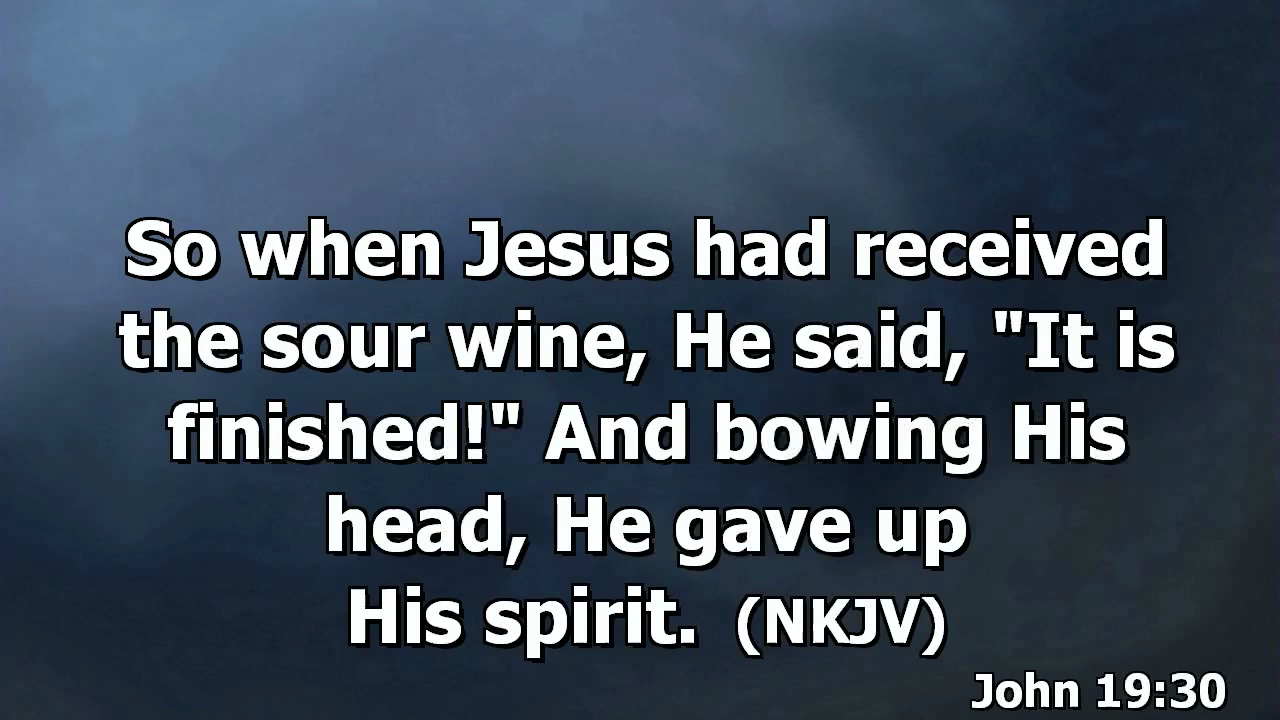 So when Jesus had received
the sour wine, He said, "It is
finished!" And bowing His
head, He gave up
His spirit. (NKJV)
John 19:30